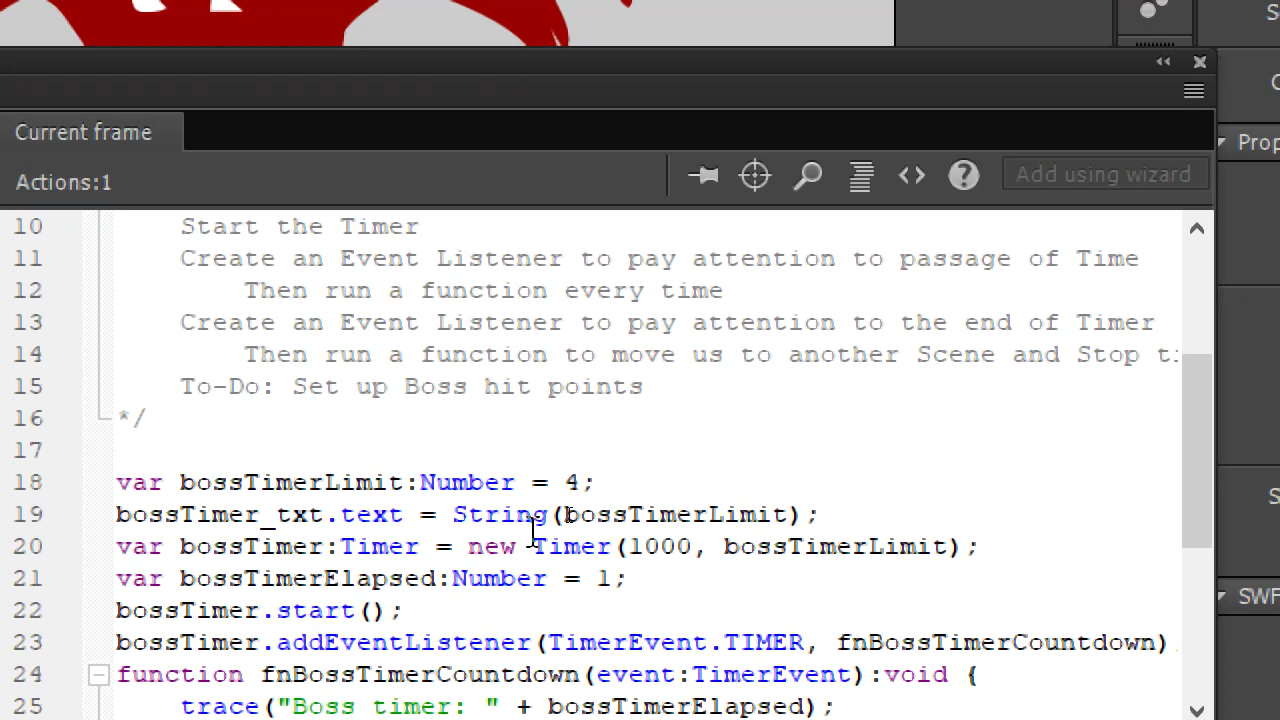 S
C
Current frame
Prop
Actions:1
Add using wizard
10 Start the Timer
11 Create an Event Listener to pay attention to passage of Time
12 Then run a function every time
13 Create an Event Listener to pay attention to the end of Timer
14 Then run a function to move us to another Scene and Stop ti
15 To-Do: Set up Boss hit points
16 */
17
18 var bossTimerLimit:Number = 4;
S
19 bossTimer_txt.text = String(bossTimerLimit);
20 var bossTimer:Timer = new Timer(1000, bossTimerLimit);
21 var bossTimerElapsed:Number = 1;
SWF
22 bossTimer.start();
23 bossTimer.addEventListener(TimerEvent.TIMER, fnBossTimerCountdown)
24 function fnBossTimerCountdown(event:TimerEvent):void {
25 trace("Boss timer: " + bossTimerElapsed);